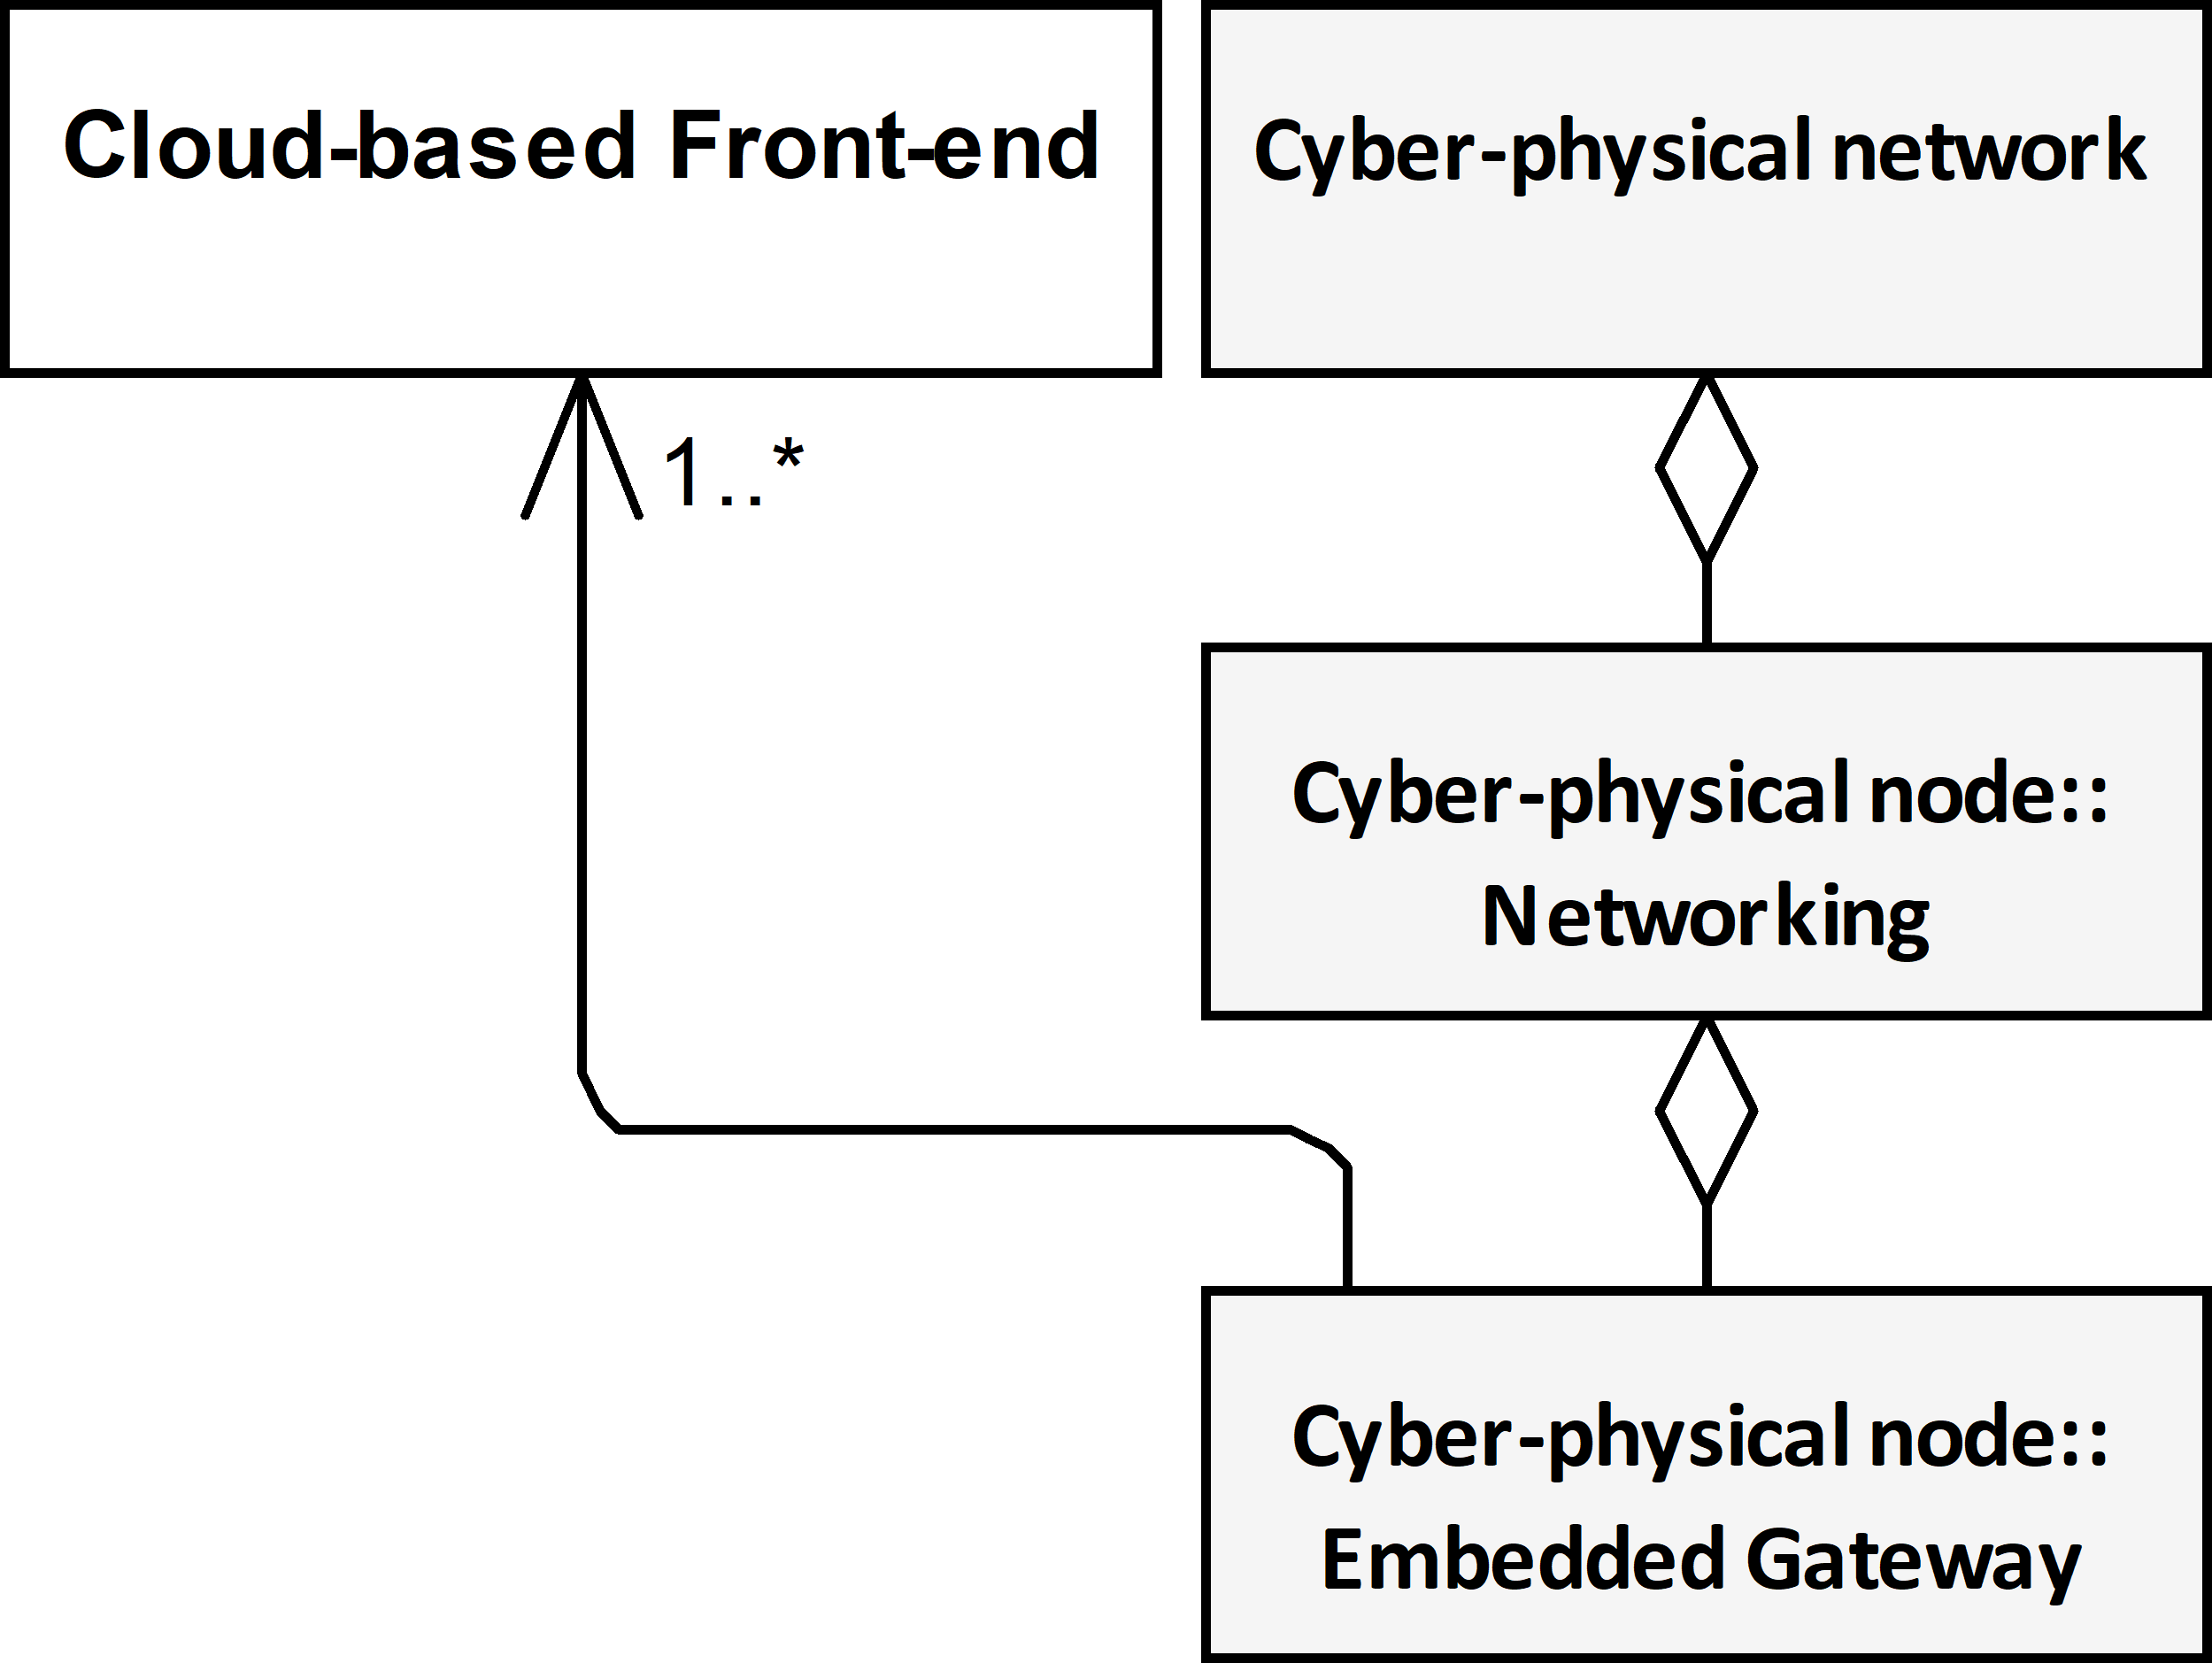 Cloud-based Front-end
Cyber-physical network
1..*
Cyber-physical node::
Networking
Cyber-physical node::
Embedded Gateway